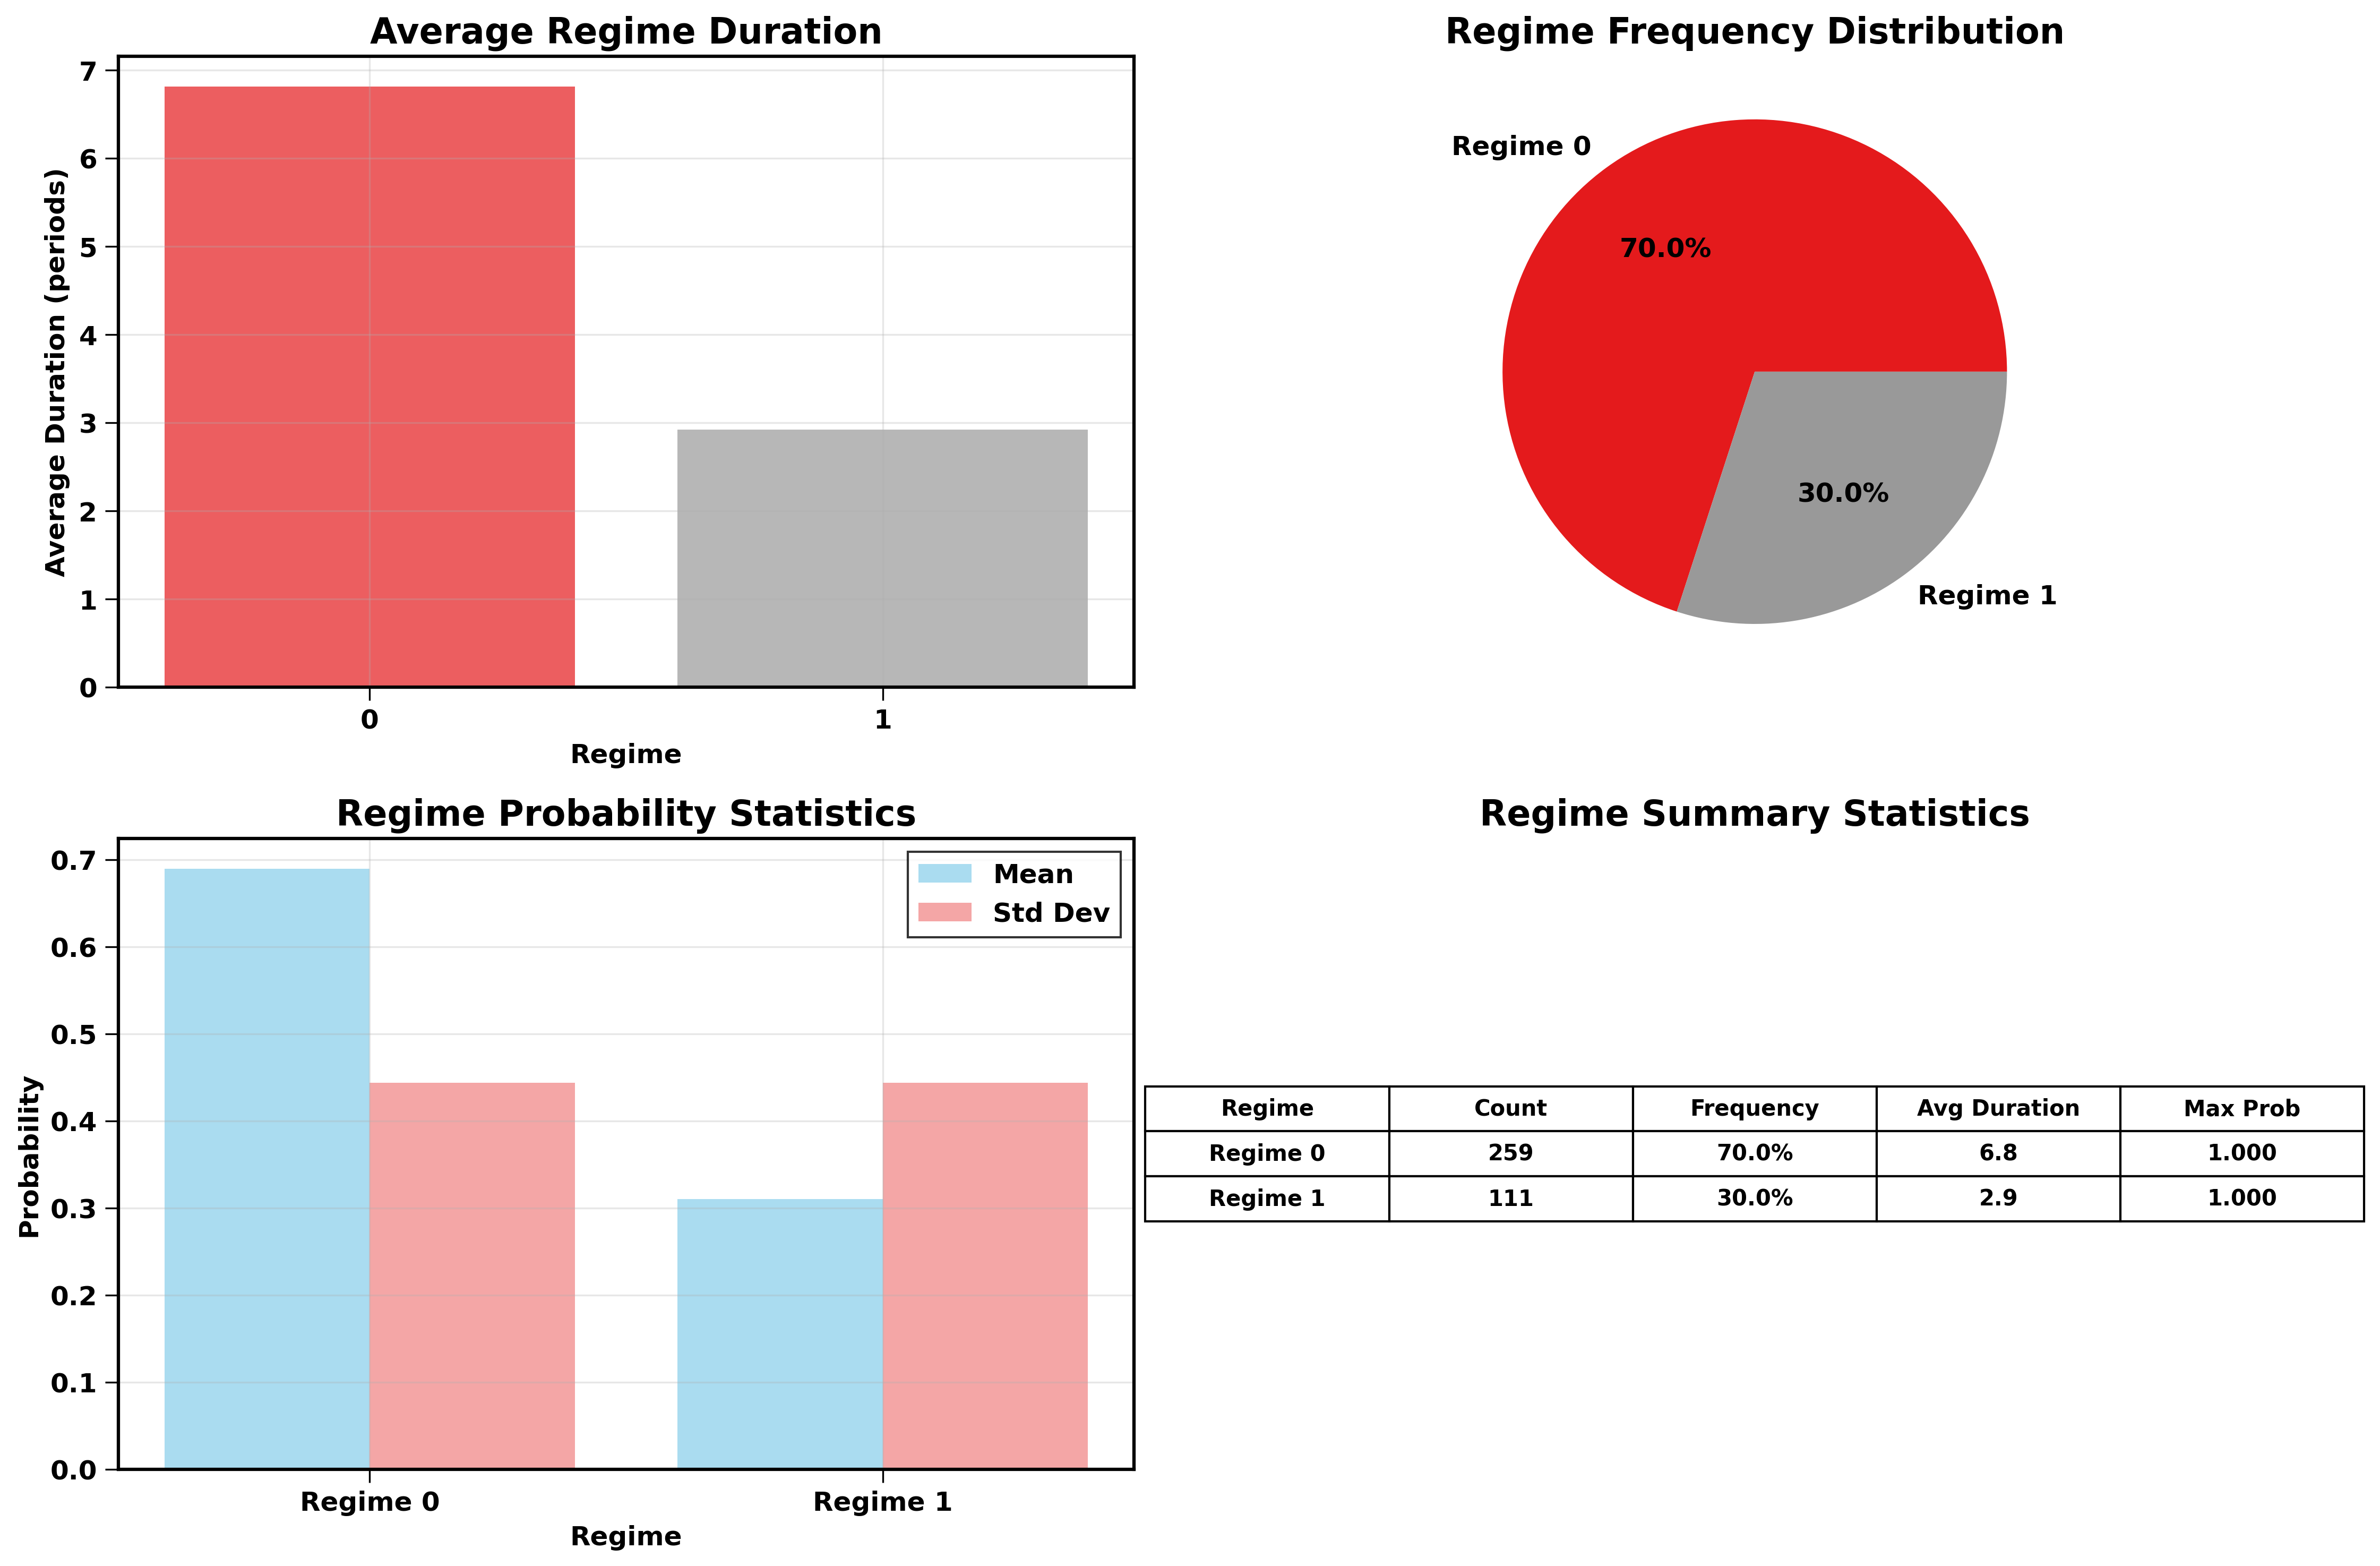 Average Regime Duration
7
6
5
4
3
2
1
0
Average Duration (periods)
0
1
Regime
Regime Frequency Distribution
Regime 0
70.0%
30.0%
Regime 1
Regime Probability Statistics
Mean
Std Dev
0.7
0.6
0.5
0.4
0.3
0.2
0.1
0.0
Probability
Regime 0
Regime 1
Regime
Regime Summary Statistics
Regime Count Frequency Avg Duration Max Prob
Regime 0 259 70.0% 6.8 1.000
Regime 1 111 30.0% 2.9 1.000